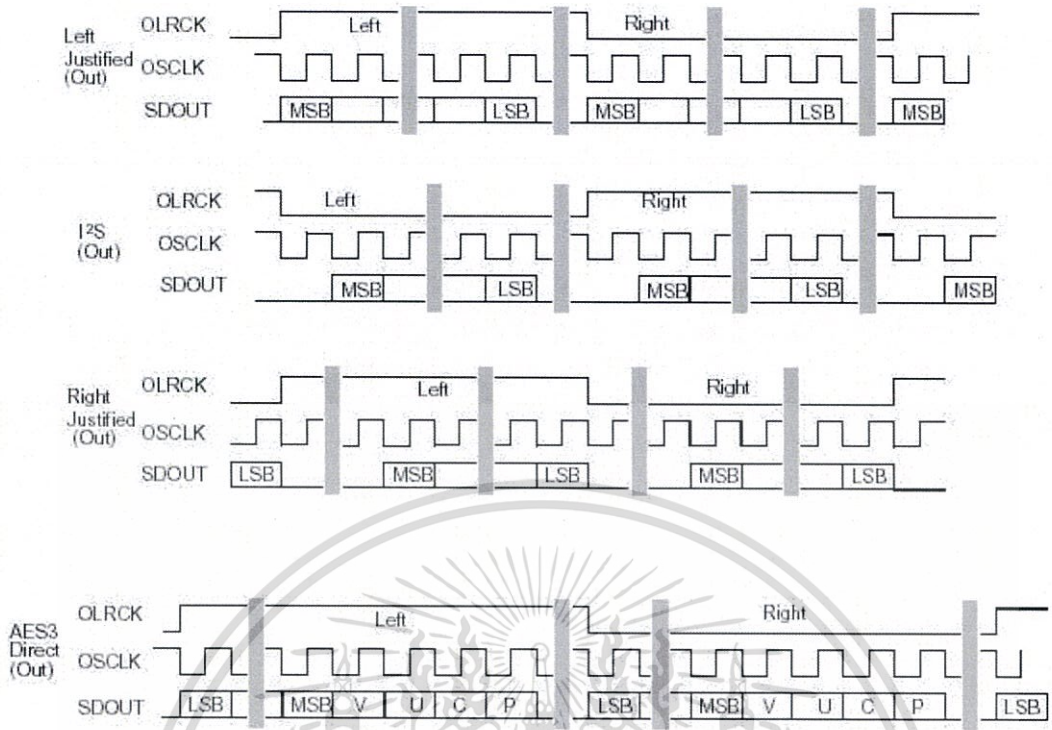 OLRCK Left Right
Left
Justified
(Out)
OSCLK
SDOUT MSB LSB MSB LSB MSB
OLRCK Left Right
I²S
(Out)
OSCLK
SDOUT MSB LSB MSB LSB MSB
OLRCK Left Right
Right
Justified
(Out)
OSCLK
SDOUT LSB MSB LSB MSB LSB
OLRCK Left Right
AES3
Direct
(Out)
OSCLK
SDOUT LSB MSB V U C P LSB MSB V U C P LSB